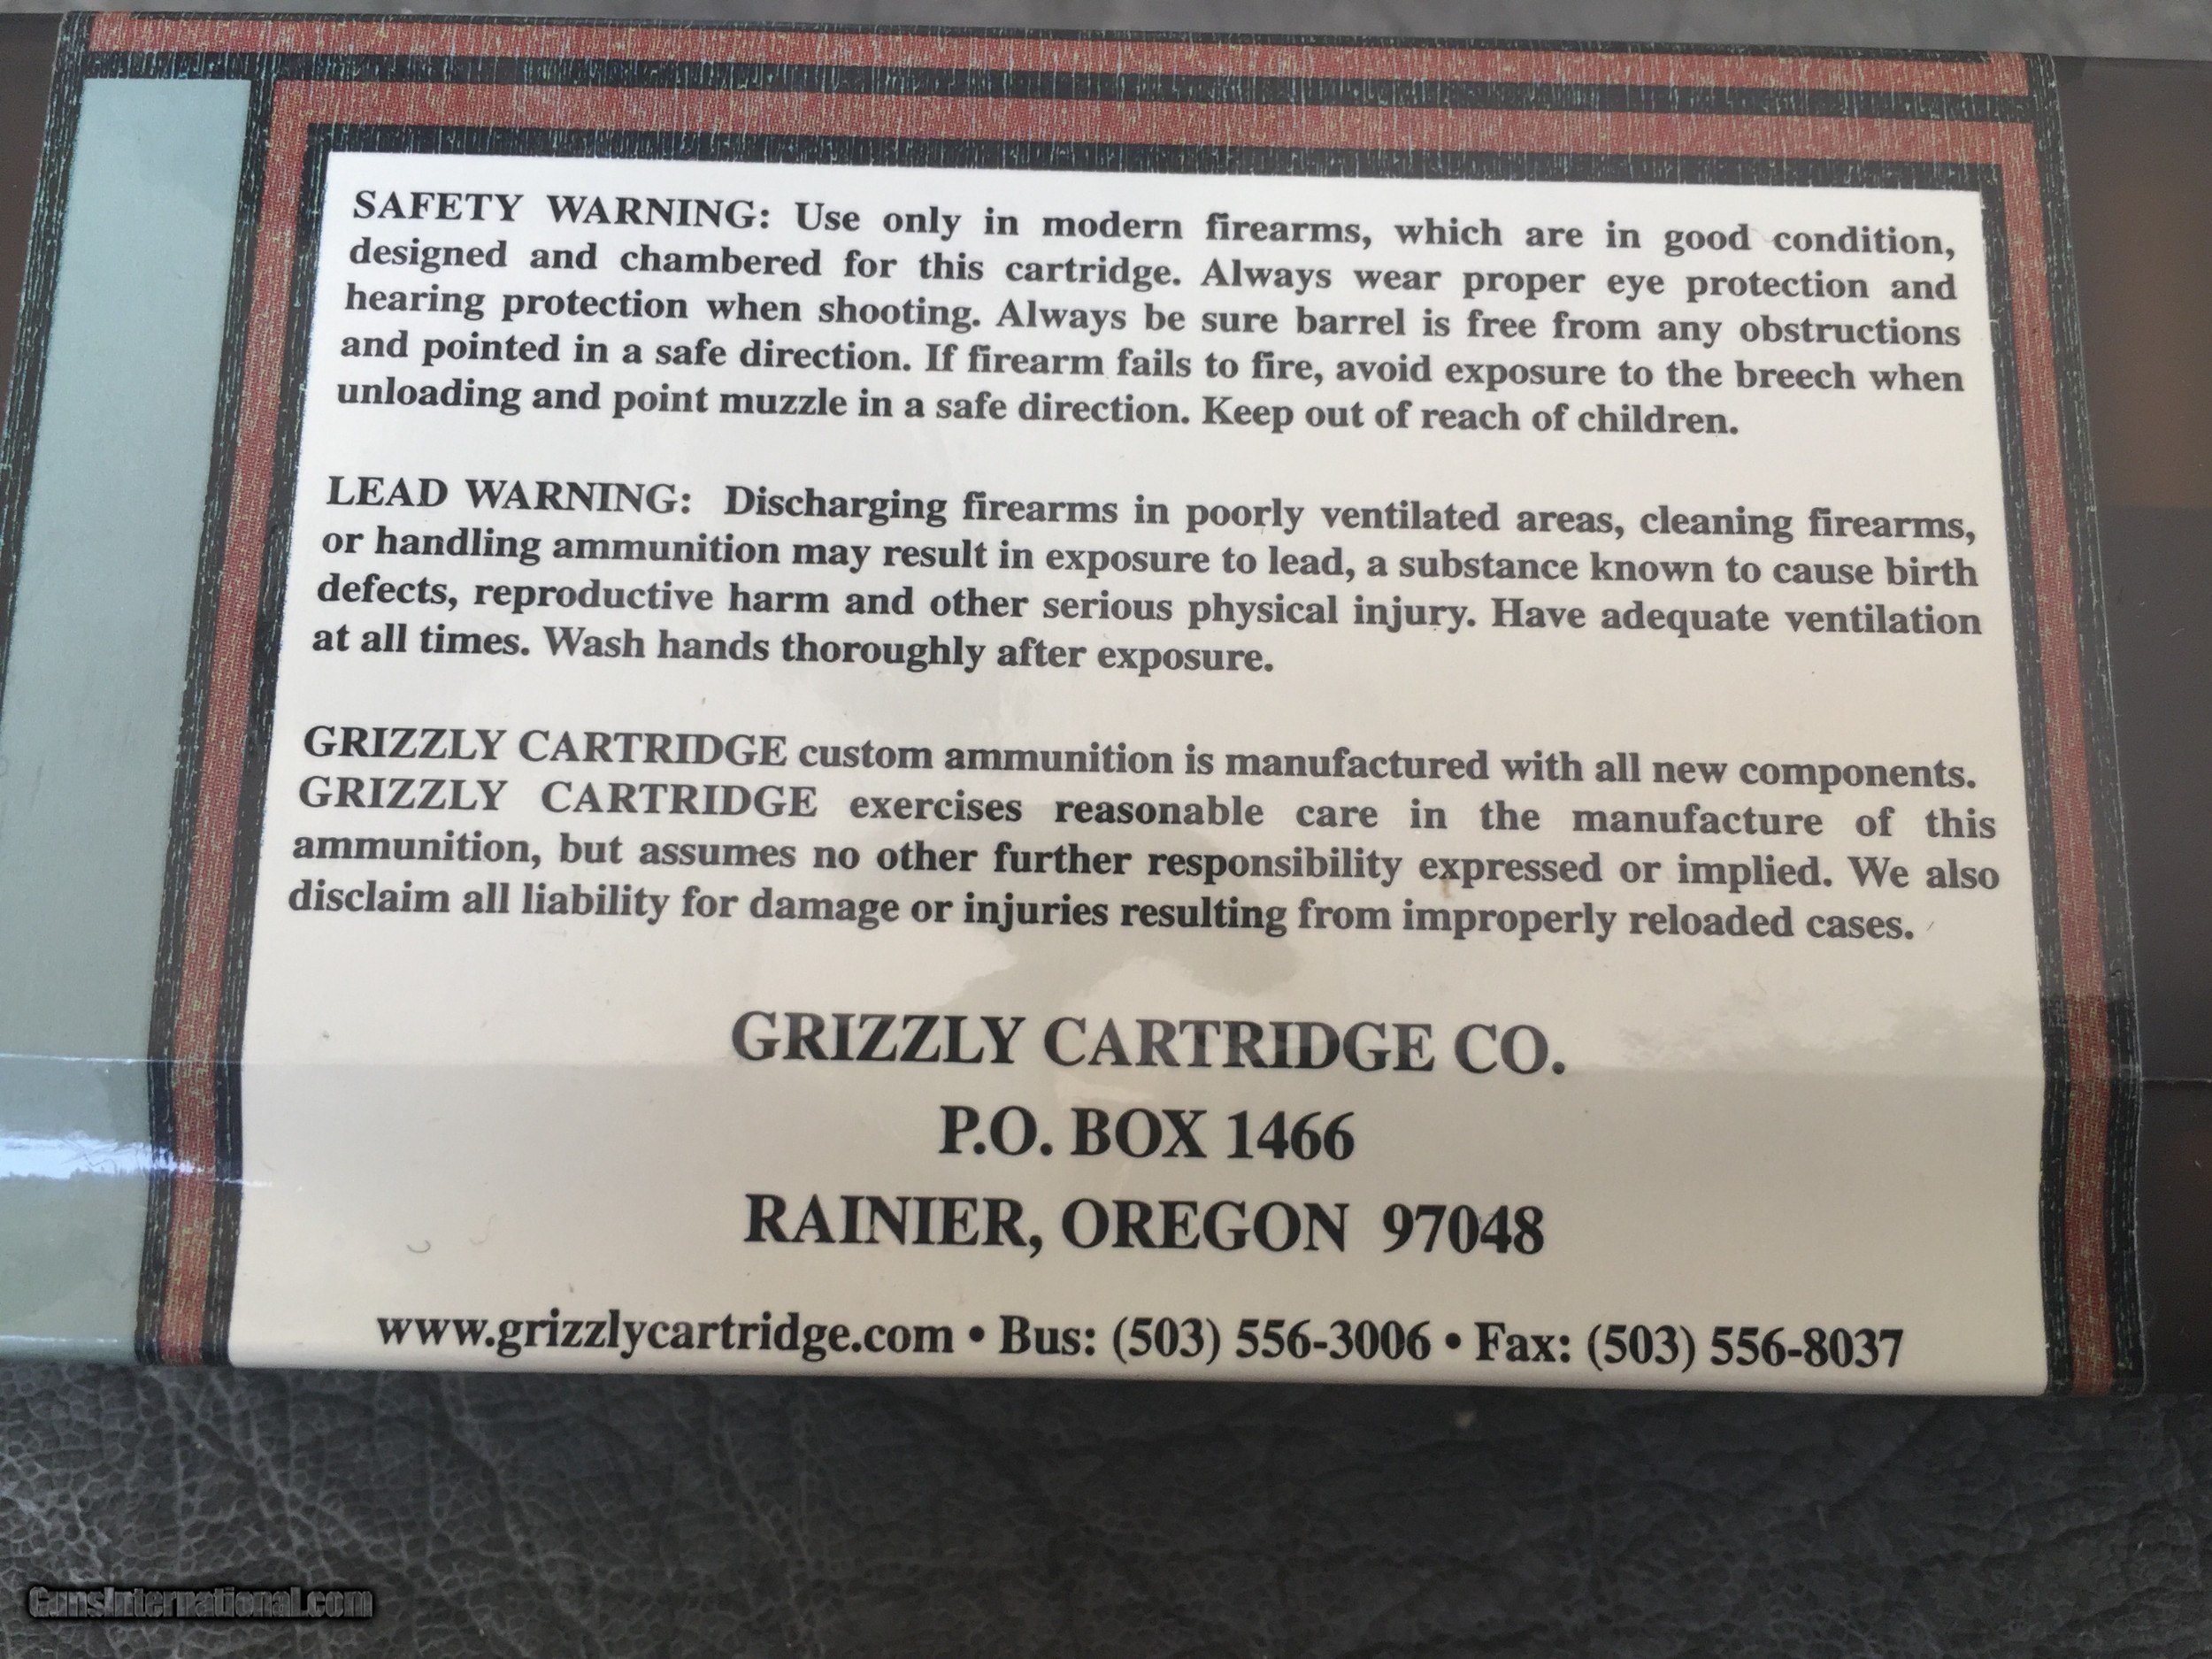 SAFETY WARNING: Use only in modern firearms, which are in good condition,
designed and chambered for this cartridge. Always wear proper eye protection and
hearing protection when shooting. Always be sure barrel is free from any obstructions
and pointed in a safe direction. If firearm fails to fire, avoid exposure to the breech when
unloading and point muzzle in a safe direction. Keep out of reach of children.
LEAD WARNING: Discharging firearms in poorly ventilated areas, cleaning firearms,
or handling ammunition may result in exposure to lead, a substance known to cause birth
defects, reproductive harm and other serious physical injury. Have adequate ventilation
at all times. Wash hands thoroughly after exposure.
GRIZZLY CARTRIDGE custom ammunition is manufactured with all new components.
GRIZZLY CARTRIDGE exercises reasonable care in the manufacture of this
ammunition, but assumes no other further responsibility expressed or implied. We also
disclaim all liability for damage or injuries resulting from improperly reloaded cases.
GRIZZLY CARTRIDGE CO.
P.O. BOX 1466
RAINIER, OREGON 97048
www.grizzlycartridge.com • Bus: (503) 556-3006 • Fax: (503) 556-8037
GunsInternational.com